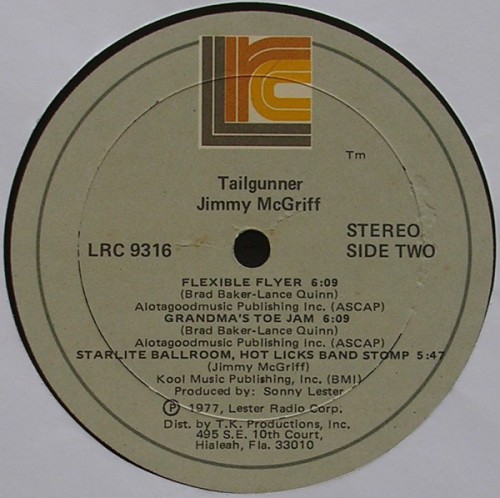 lrc
Tm
Tailgunner
Jimmy McGriff
LRC 9316
STEREO
SIDE TWO
FLEXIBLE FLYER 6:09
(Brad Baker-Lance Quinn)
Alotagoodmusic Publishing Inc. (ASCAP)
GRANDMA'S TOE JAM 6:09
(Brad Baker-Lance Quinn)
Alotagoodmusic Publishing Inc. (ASCAP)
STARLITE BALLROOM, HOT LICKS BAND STOMP 5:47
(Jimmy McGriff)
Kool Music Publishing, Inc. (BMI)
Produced by: Sonny Lester
℗ 1977, Lester Radio Corp.
Dist. by T.K. Productions, Inc.
495 S.E. 10th Court,
Hialeah, Fla. 33010